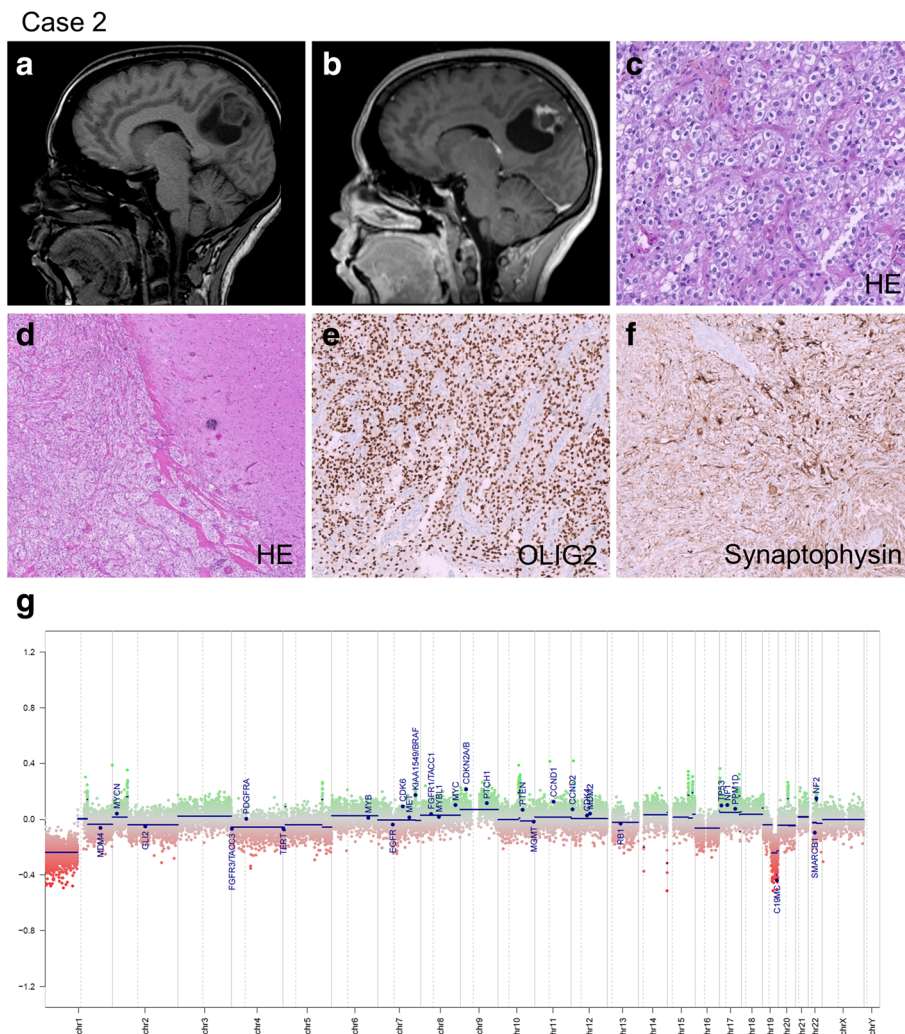 Case 2
a
b
c
HE
d
HE
e
OLIG2
f
Synaptophysin
g
1.2
0.8
0.4
0.0
−0.4
−0.8
−1.2
MDM4
MYCN
GLI2
FGFR3/TACC3
PDGFRA
TERT
MYB
EGFR
CDK6
MET
KIAA1549/BRAF
FGFR1/TACC1
MYBL1
MYC
CDKN2A/B
PTCH1
PTEN
MGMT
CCND1
CCND2
CDK4
MDM2
RB1
TP53
NF1
PPM1D
C19MC
SMARCB1
NF2
chr1
chr2
chr3
chr4
chr5
chr6
chr7
chr8
chr9
chr10
chr11
chr12
chr13
chr14
chr15
chr16
chr17
chr18
chr19
chr20
chr21
chr22
chrX
chrY